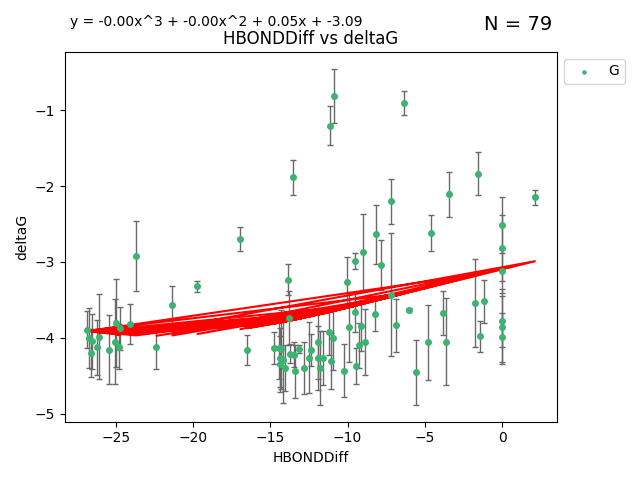 y = -0.00x^3 + -0.00x^2 + 0.05x + -3.09
N = 79
HBONDDiff vs deltaG
G
deltaG
−1
−2
−3
−4
−5
−25
−20
−15
−10
−5
0
HBONDDiff